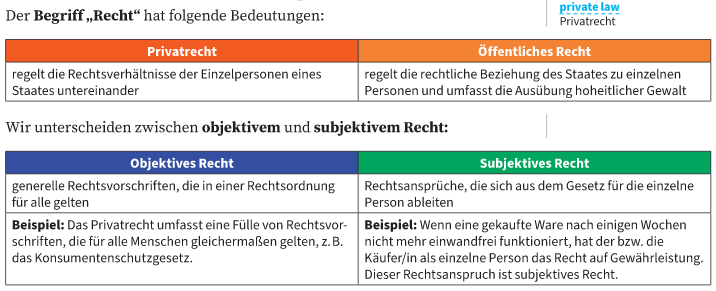 Der Begriff „Recht“ hat folgende Bedeutungen:
private law
Privatrecht
Privatrecht
Öffentliches Recht
regelt die Rechtsverhältnisse der Einzelpersonen eines
Staates untereinander
regelt die rechtliche Beziehung des Staates zu einzelnen
Personen und umfasst die Ausübung hoheitlicher Gewalt
Wir unterscheiden zwischen objektivem und subjektivem Recht:
Objektives Recht
Subjektives Recht
generelle Rechtsvorschriften, die in einer Rechtsordnung
für alle gelten
Rechtsansprüche, die sich aus dem Gesetz für die einzelne
Person ableiten
Beispiel: Das Privatrecht umfasst eine Fülle von Rechtsvor-
schriften, die für alle Menschen gleichermaßen gelten, z. B.
das Konsumentenschutzgesetz.
Beispiel: Wenn eine gekaufte Ware nach einigen Wochen
nicht mehr einwandfrei funktioniert, hat der bzw. die
Käufer/in als einzelne Person das Recht auf Gewährleistung.
Dieser Rechtsanspruch ist subjektives Recht.